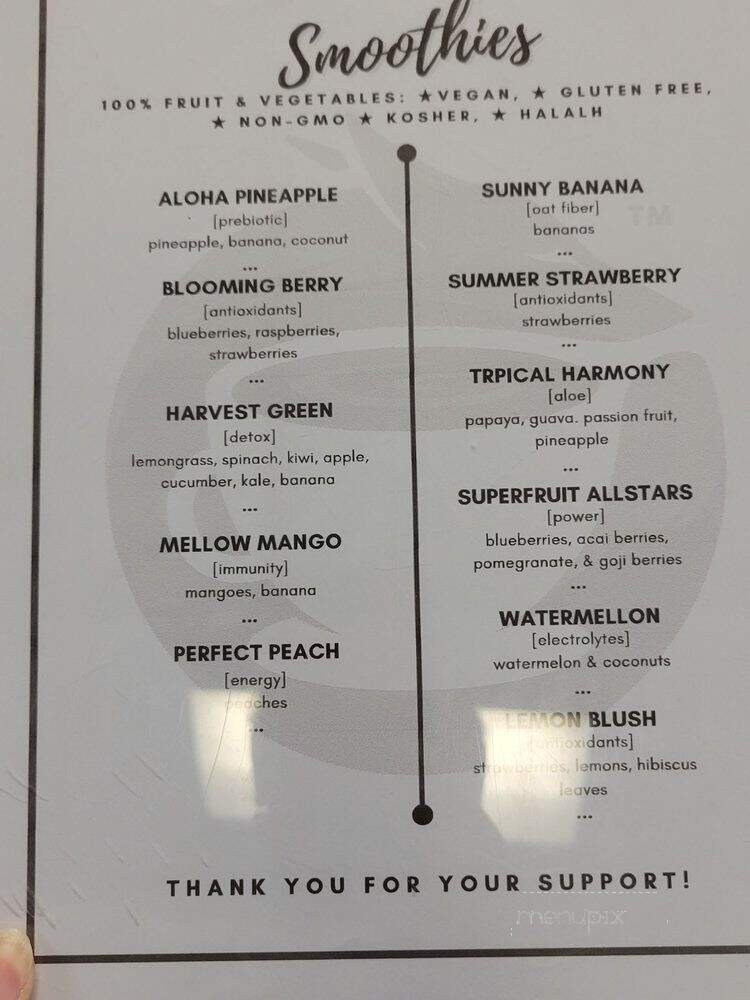 Smoothies
100% FRUIT & VEGETABLES: ★VEGAN, ★ GLUTEN FREE,
★ NON-GMO ★ KOSHER, ★ HALALH
ALOHA PINEAPPLE
[prebiotic]
pineapple, banana, coconut
...
BLOOMING BERRY
[antioxidants]
blueberries, raspberries,
strawberries
...
HARVEST GREEN
[detox]
lemongrass, spinach, kiwi, apple,
cucumber, kale, banana
...
MELLOW MANGO
[immunity]
mangoes, banana
...
PERFECT PEACH
[energy]
peaches
...
SUNNY BANANA
[oat fiber]
bananas
...
SUMMER STRAWBERRY
[antioxidants]
strawberries
...
TRPICAL HARMONY
[aloe]
papaya, guava. passion fruit,
pineapple
...
SUPERFRUIT ALLSTARS
[power]
blueberries, acai berries,
pomegranate, & goji berries
...
WATERMELLON
[electrolytes]
watermelon & coconuts
...
LEMON BLUSH
[antioxidants]
strawberries, lemons, hibiscus
leaves
...
THANK YOU FOR YOUR SUPPORT!
menupix